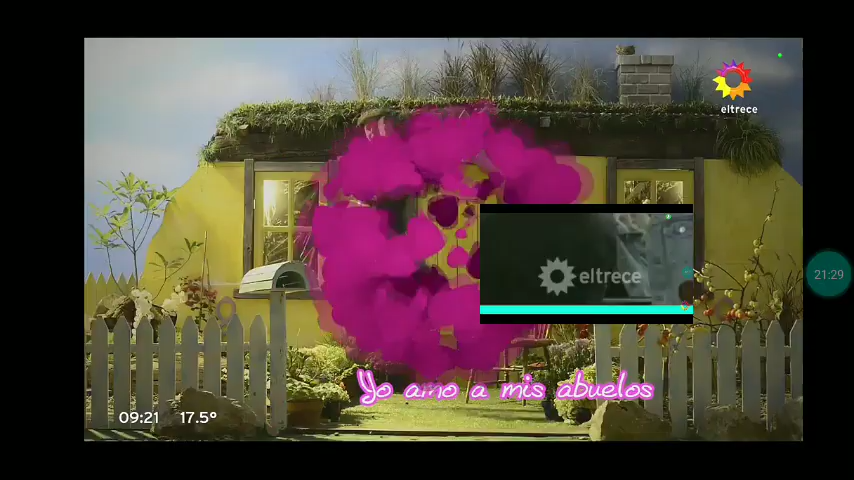 eltrece
eltrece
21:29
Yo amo a mis abuelos
09:21 17.5°